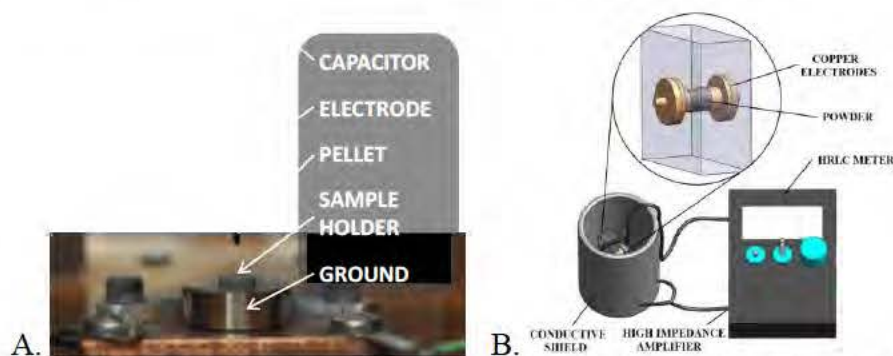 CAPACITOR
ELECTRODE
PELLET
SAMPLE
HOLDER
GROUND
A.
COPPER
ELECTRODES
POWDER
HRLC METER
CONDUCTIVE
SHIELD
HIGH IMPEDANCE
AMPLIFIER
B.